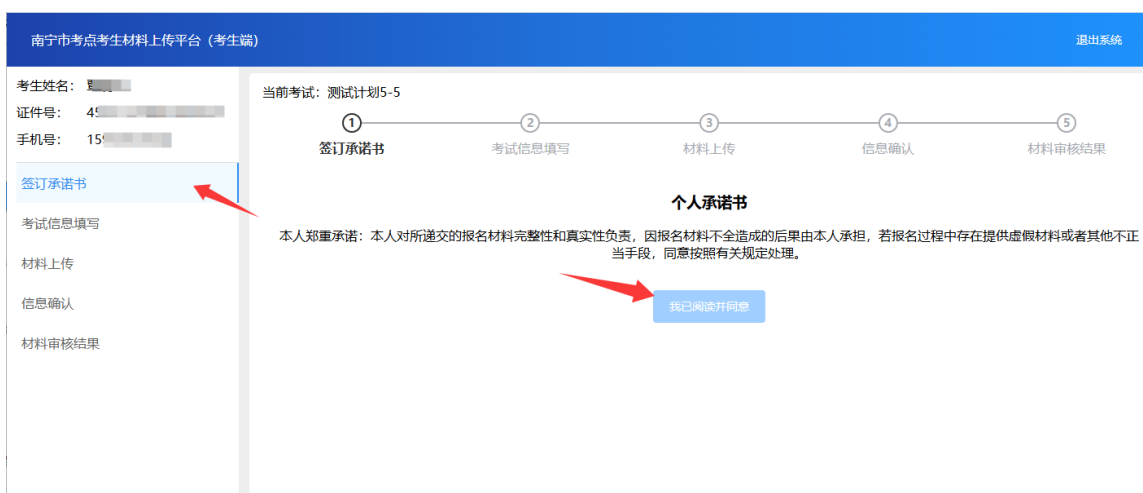 南宁市考点考生材料上传平台（考生端）
退出系统
考生姓名：
证件号： 45
手机号： 159
签订承诺书
考试信息填写
材料上传
信息确认
材料审核结果
当前考试：测试计划5-5
1 2 3 4 5
签订承诺书 考试信息填写 材料上传 信息确认 材料审核结果
个人承诺书
本人郑重承诺：本人对所递交的报名材料完整性和真实性负责，因报名材料不全造成的后果由本人承担，若报名过程中存在提供虚假材料或者其他不正
当手段，同意按照有关规定处理。
我已阅读并同意